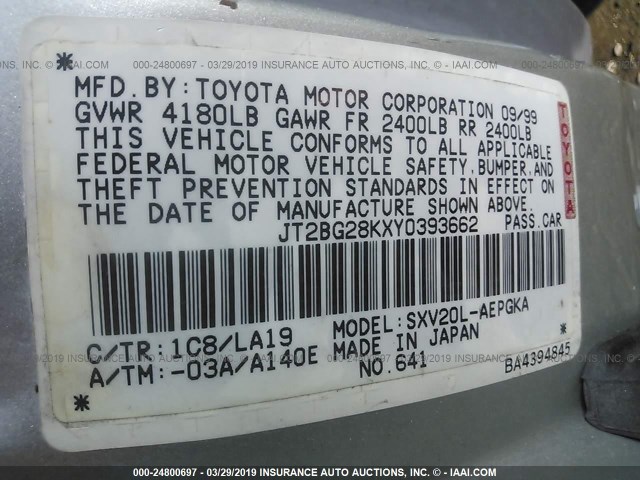 000-24800697 - 03/29/2019 INSURANCE AUTO AUCTIONS, INC. © - IAAI.COM
*
*
MFD. BY: TOYOTA MOTOR CORPORATION 09/99
GVWR 4180LB GAWR FR 2400LB RR 2400LB
THIS VEHICLE CONFORMS TO ALL APPLICABLE
FEDERAL MOTOR VEHICLE SAFETY, BUMPER, AND
THEFT PREVENTION STANDARDS IN EFFECT ON
THE DATE OF MANUFACTURE SHOWN ABOVE.
TOYOTA
JT2BG28KXY0393662 PASS. CAR
C/TR: 1C8/LA19 MODEL: SXV20L-AEPGKA
A/TM: -03A/A140E MADE IN JAPAN
NO. 641 BA4394845
*
*
000-24800697 - 03/29/2019 INSURANCE AUTO AUCTIONS, INC. © - IAAI.COM